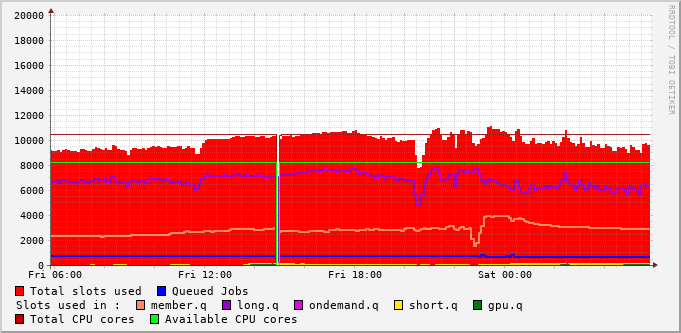 RRDTOOL / TOBI OETIKER
20000
18000
16000
14000
12000
10000
8000
6000
4000
2000
0
Fri 06:00 Fri 12:00 Fri 18:00 Sat 00:00
Total slots used Queued Jobs
Slots used in : member.q long.q ondemand.q short.q gpu.q
Total CPU cores Available CPU cores